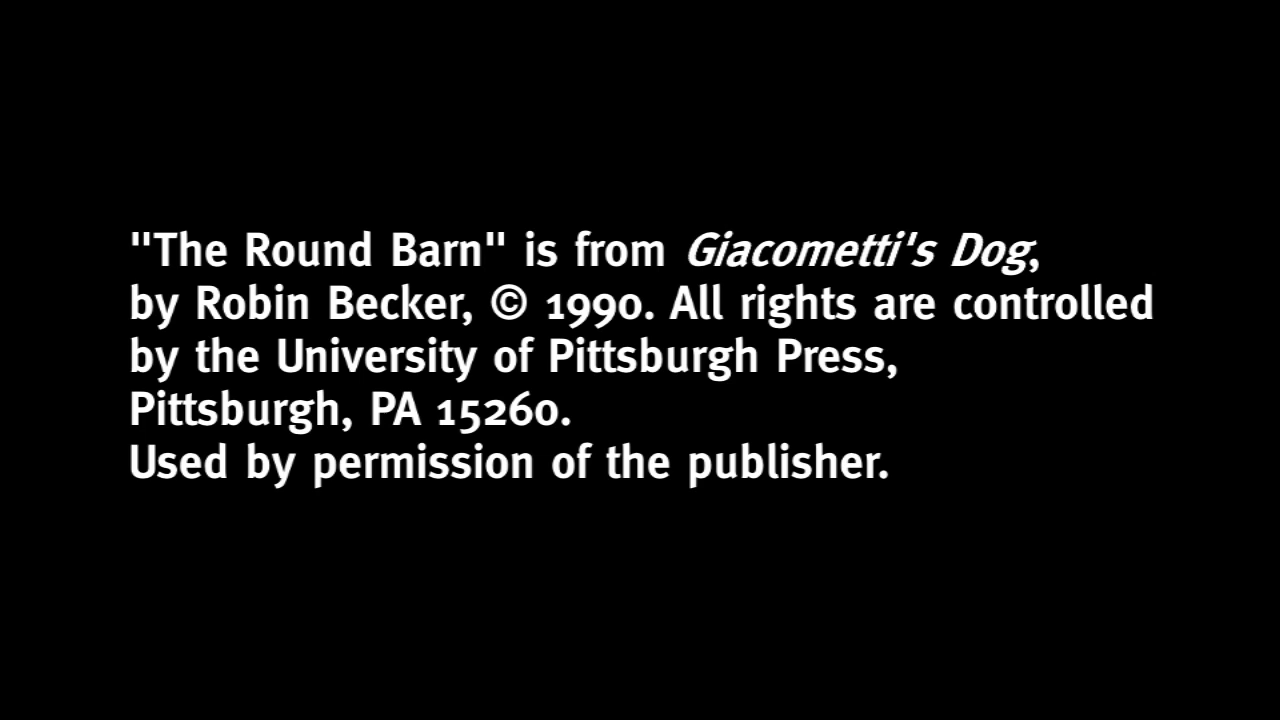 "The Round Barn" is from Giacometti's Dog,
by Robin Becker, © 1990. All rights are controlled
by the University of Pittsburgh Press,
Pittsburgh, PA 15260.
Used by permission of the publisher.